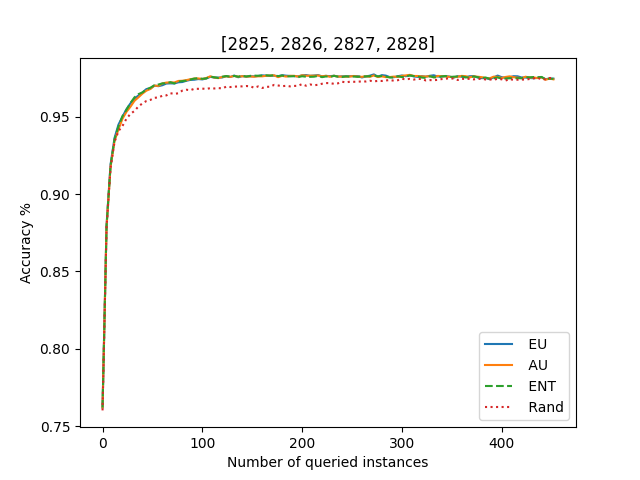 [2825, 2826, 2827, 2828]
Accuracy %
0.95
0.90
0.85
0.80
0.75
0
100
200
300
400
Number of queried instances
EU
AU
ENT
Rand